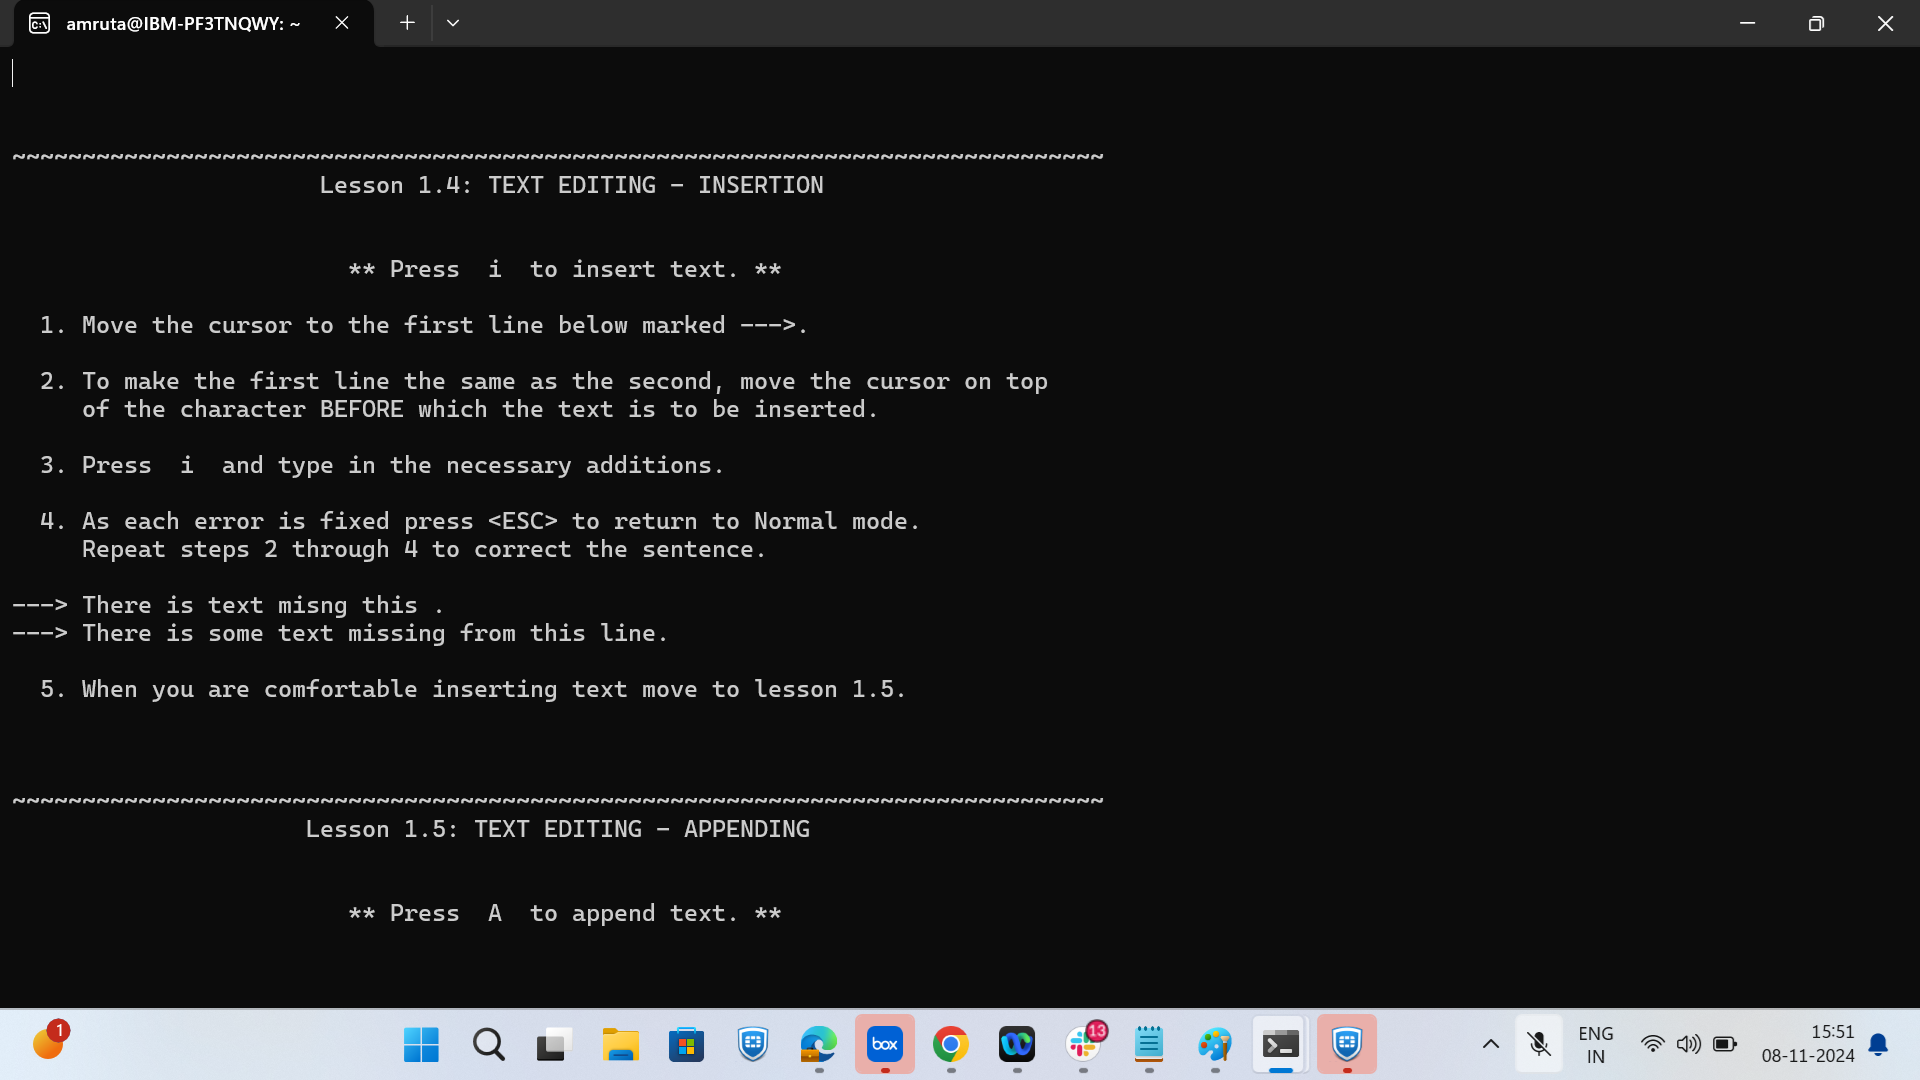 amruta@IBM-PF3TNQWY: ~
~~~~~~~~~~~~~~~~~~~~~~~~~~~~~~~~~~~~~~~~~~~~~~~~~~~~~~~~~~~~~~~~~~~~~~~~~~~~~~
Lesson 1.4: TEXT EDITING - INSERTION
** Press  i  to insert text. **
1. Move the cursor to the first line below marked --->.
2. To make the first line the same as the second, move the cursor on top
of the character BEFORE which the text is to be inserted.
3. Press  i  and type in the necessary additions.
4. As each error is fixed press <ESC> to return to Normal mode.
Repeat steps 2 through 4 to correct the sentence.
---> There is text misng this .
---> There is some text missing from this line.
5. When you are comfortable inserting text move to lesson 1.5.
~~~~~~~~~~~~~~~~~~~~~~~~~~~~~~~~~~~~~~~~~~~~~~~~~~~~~~~~~~~~~~~~~~~~~~~~~~~~~~
Lesson 1.5: TEXT EDITING - APPENDING
** Press  A  to append text. **
1
box
13
ENG
IN
15:51
08-11-2024